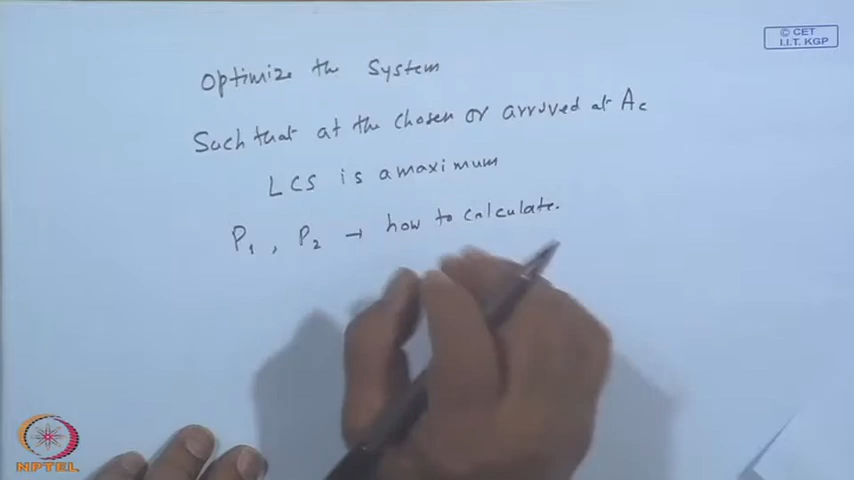 © CET
I.I.T. KGP
Optimize the System
Such that at the chosen or arrived at Ac
LCS is a maximum
P1, P2 → how to calculate.
NPTEL